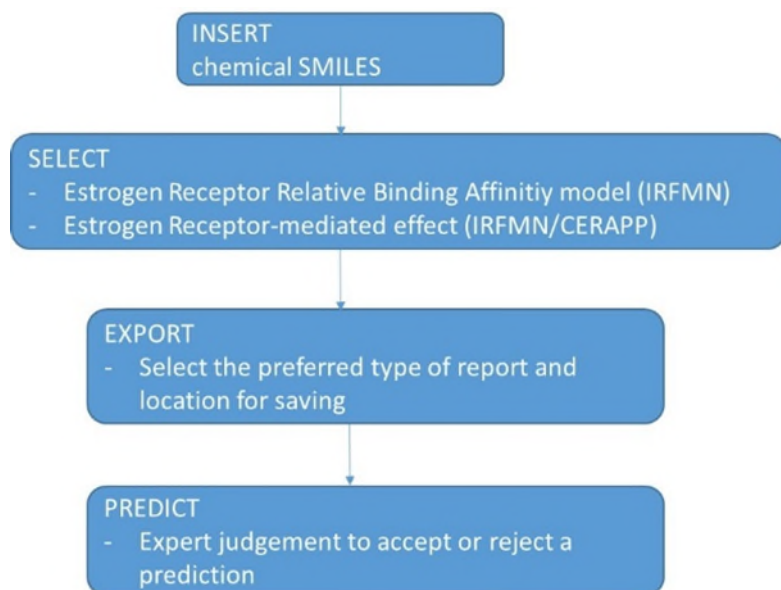 INSERT
chemical SMILES
SELECT
- Estrogen Receptor Relative Binding Affinitiy model (IRFMN)
- Estrogen Receptor-mediated effect (IRFMN/CERAPP)
EXPORT
- Select the preferred type of report and
location for saving
PREDICT
- Expert judgement to accept or reject a
prediction